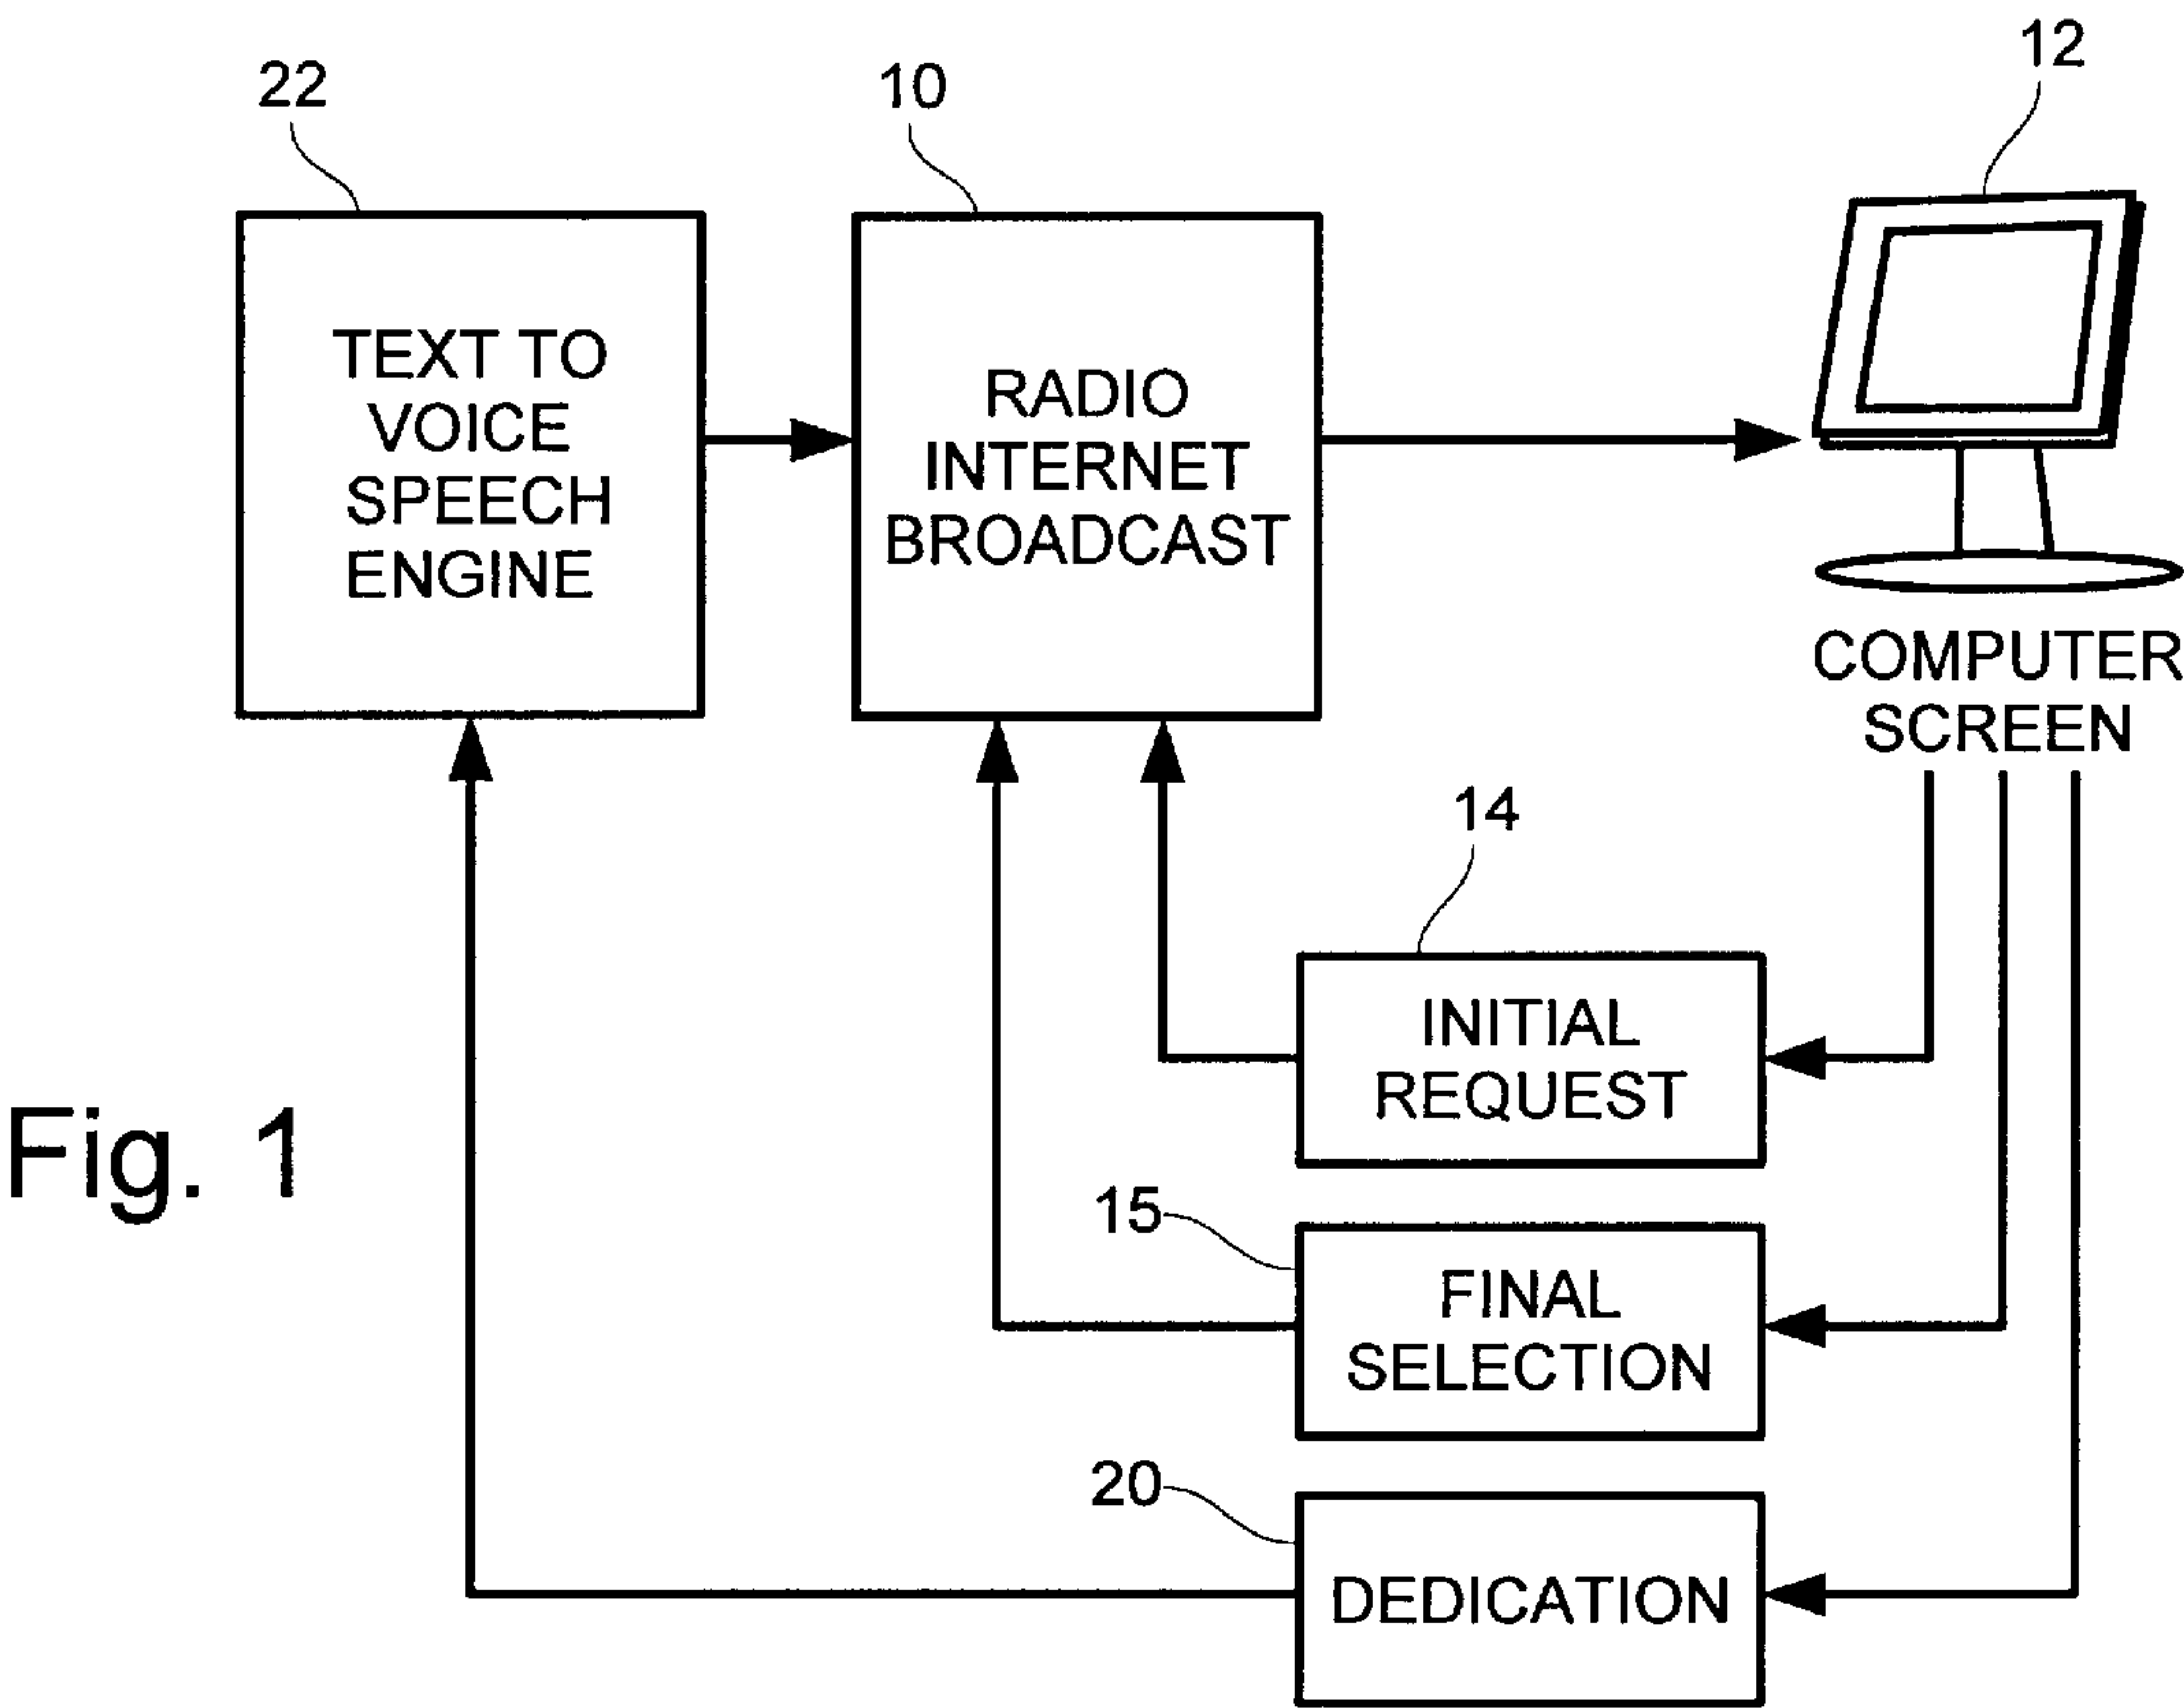 22
10
12
TEXT TO
VOICE
SPEECH
ENGINE
RADIO
INTERNET
BROADCAST
COMPUTER
SCREEN
14
INITIAL
REQUEST
Fig. 1
15
FINAL
SELECTION
20
DEDICATION